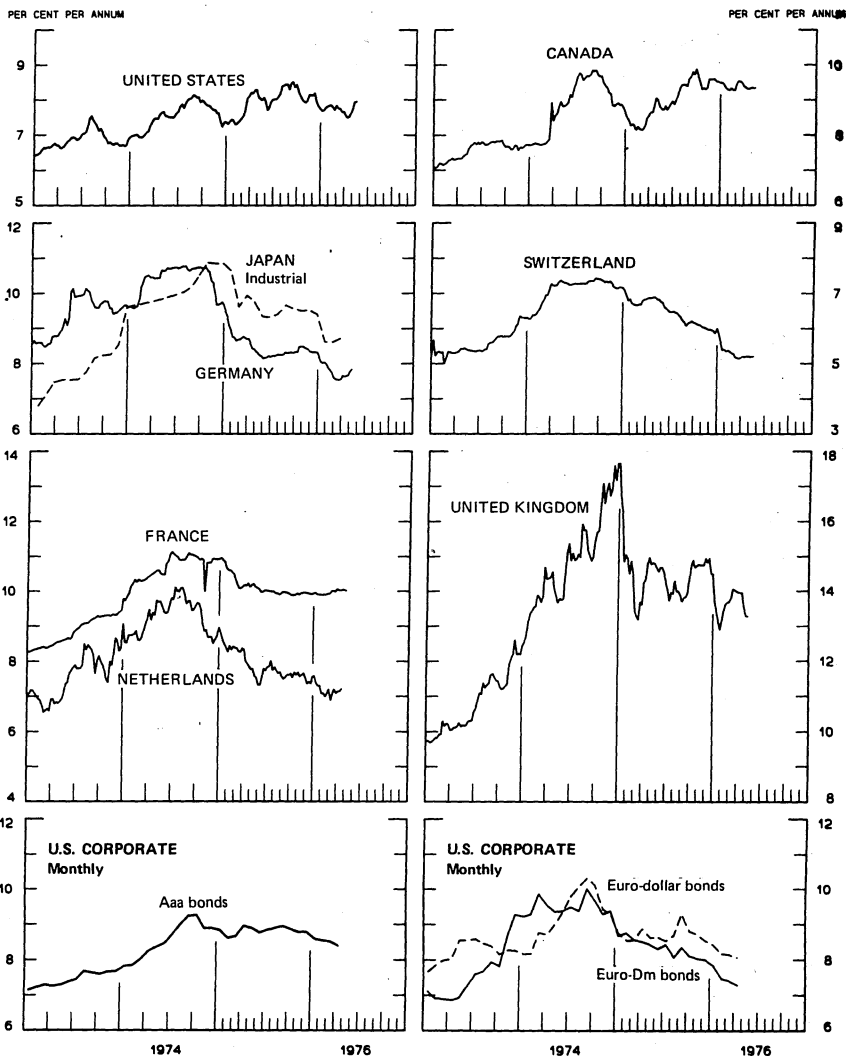 PER CENT PER ANNUM
PER CENT PER ANNUM
UNITED STATES
9
7
5
CANADA
10
8
6
JAPAN
Industrial
GERMANY
12
10
8
6
SWITZERLAND
9
7
5
3
FRANCE
NETHERLANDS
14
12
10
8
6
4
UNITED KINGDOM
18
16
14
12
10
8
U.S. CORPORATE
Monthly
Aaa bonds
12
10
8
6
1974
1976
U.S. CORPORATE
Monthly
Euro-dollar bonds
Euro-Dm bonds
12
10
8
6
1974
1976